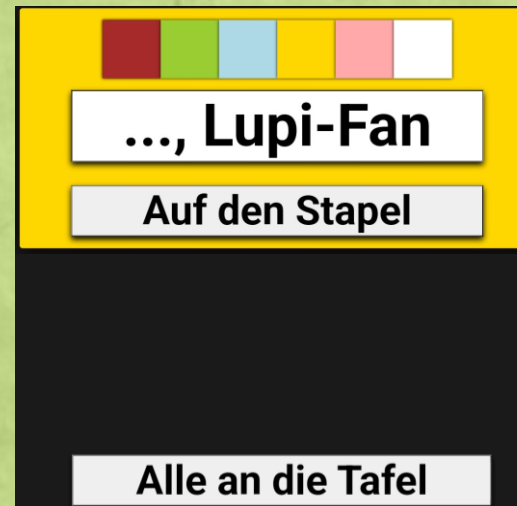 ..., Lupi-Fan
Auf den Stapel
Alle an die Tafel